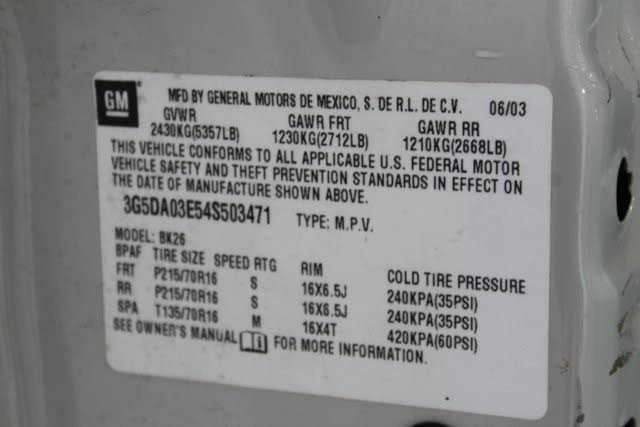 GM
MFD BY GENERAL MOTORS DE MEXICO, S. DE R.L. DE C.V. 06/03
GVWR GAWR FRT GAWR RR
2430KG(5357LB) 1230KG(2712LB) 1210KG(2668LB)
THIS VEHICLE CONFORMS TO ALL APPLICABLE U.S. FEDERAL MOTOR
VEHICLE SAFETY AND THEFT PREVENTION STANDARDS IN EFFECT ON
THE DATE OF MANUFACTURE SHOWN ABOVE.
3G5DA03E54S503471 TYPE: M.P.V.
MODEL: BK26
BPAF TIRE SIZE SPEED RTG RIM COLD TIRE PRESSURE
FRT P215/70R16 S 16X6.5J 240KPA(35PSI)
RR P215/70R16 S 16X6.5J 240KPA(35PSI)
SPA T135/70R16 M 16X4T 420KPA(60PSI)
SEE OWNER'S MANUAL i FOR MORE INFORMATION.